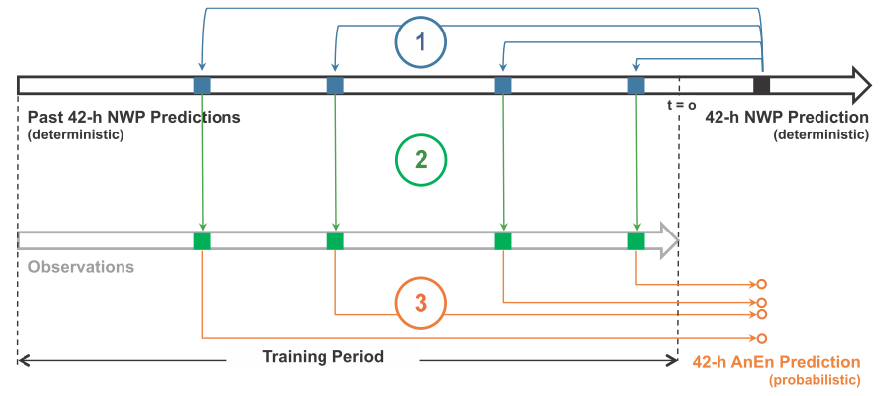 1
t = o
Past 42-h NWP Predictions
(deterministic)
42-h NWP Prediction
(deterministic)
2
Observations
3
Training Period
42-h AnEn Prediction
(probabilistic)